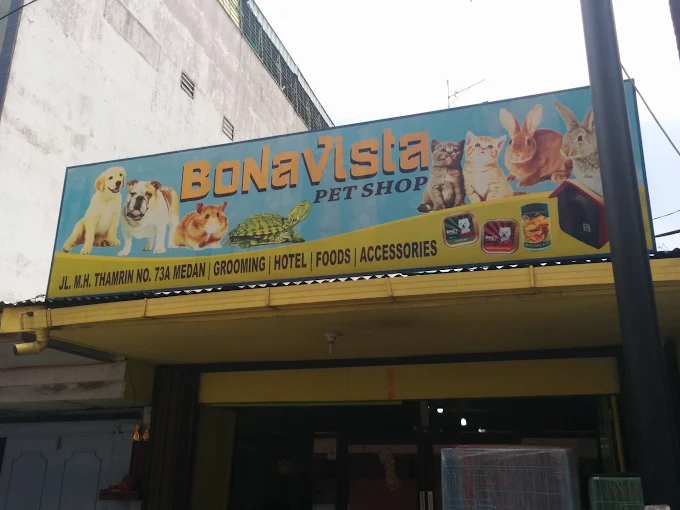 BONAVISTA
PET SHOP
JL. M.H. THAMRIN NO. 73A MEDAN | GROOMING | HOTEL | FOODS | ACCESSORIES